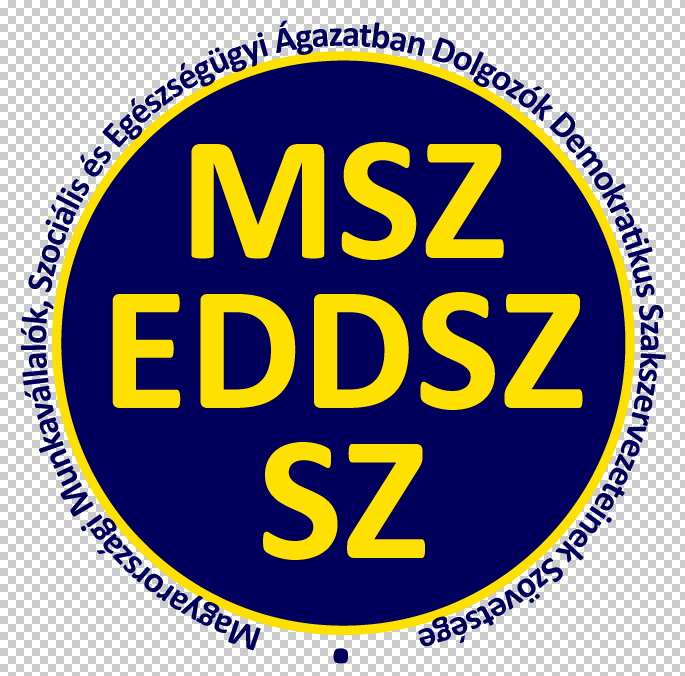 Magyarországi Munkavállalók, Szociális és Egészségügyi Ágazatban Dolgozók Demokratikus Szakszervezeteinek Szövetsége
MSZ
EDDSZ
SZ